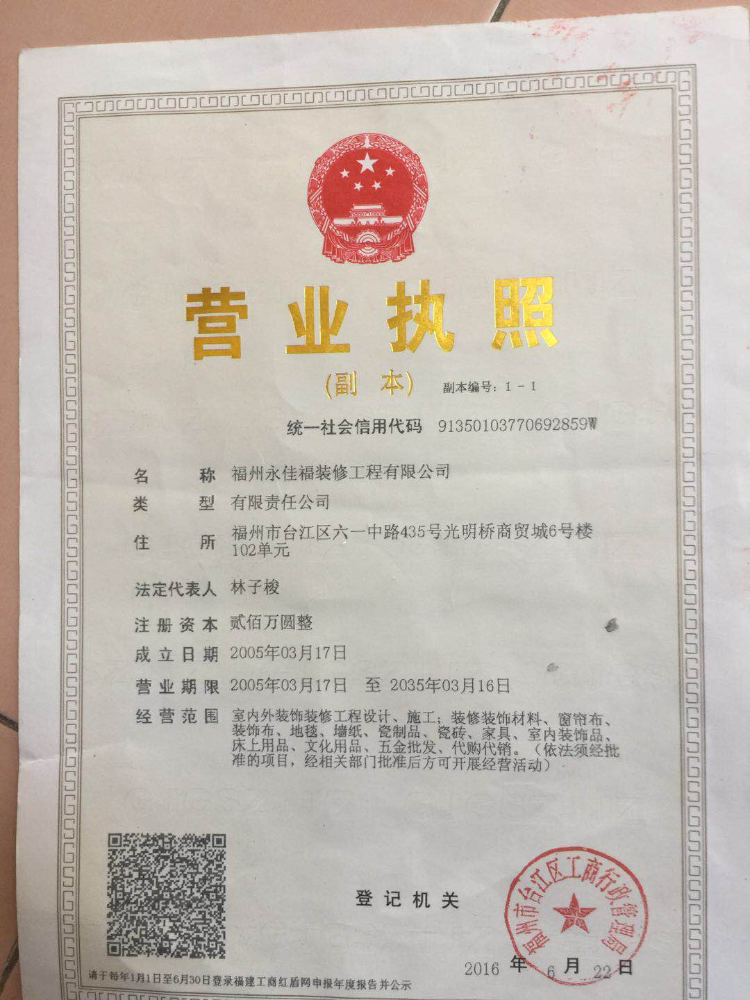 营业执照
(副本)
副本编号：1-1
统一社会信用代码 91350103770692859W
名称 福州永佳福装修工程有限公司
类型 有限责任公司
住所 福州市台江区六一中路435号光明桥商贸城6号楼
102单元
法定代表人 林子梭
注册资本 贰佰万圆整
成立日期 2005年03月17日
营业期限 2005年03月17日 至 2035年03月16日
经营范围 室内外装饰装修工程设计、施工；装修装饰材料、窗帘布、
装饰布、地毯、墙纸、瓷制品、瓷砖、家具、室内装饰品、
床上用品、文化用品、五金批发、代购代销。（依法须经批
准的项目，经相关部门批准后方可开展经营活动）
登记机关
福州市台江区工商行政管理局
2016年6月22日
请于每年1月1日至6月30日登录福建工商红盾网申报年度报告并公示